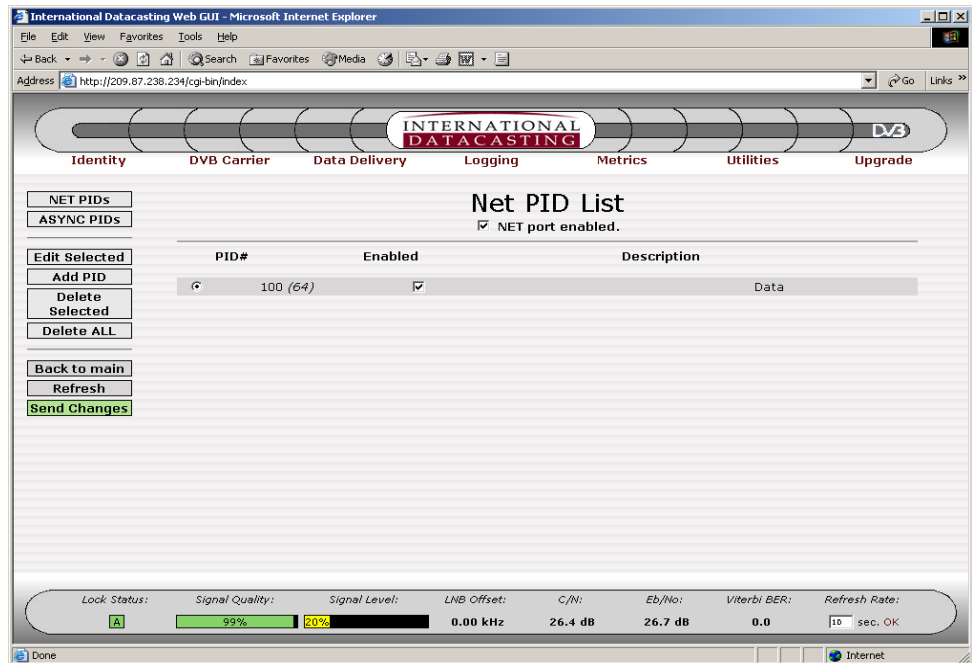 International Datacasting Web GUI - Microsoft Internet Explorer
File Edit View Favorites Tools Help
Back Search Favorites Media
Address http://209.87.238.234/cgi-bin/index Go Links »
INTERNATIONAL
DATACASTING
DVB
Identity DVB Carrier Data Delivery Logging Metrics Utilities Upgrade
NET PIDs
ASYNC PIDs
Edit Selected
Add PID
Delete
Selected
Delete ALL
Back to main
Refresh
Send Changes
Net PID List
NET port enabled.
PID# Enabled Description
100 (64) Data
Lock Status: Signal Quality: Signal Level: LNB Offset: C/N: Eb/No: Viterbi BER: Refresh Rate:
A 99% 20% 0.00 kHz 26.4 dB 26.7 dB 0.0 10 sec. OK
Done Internet